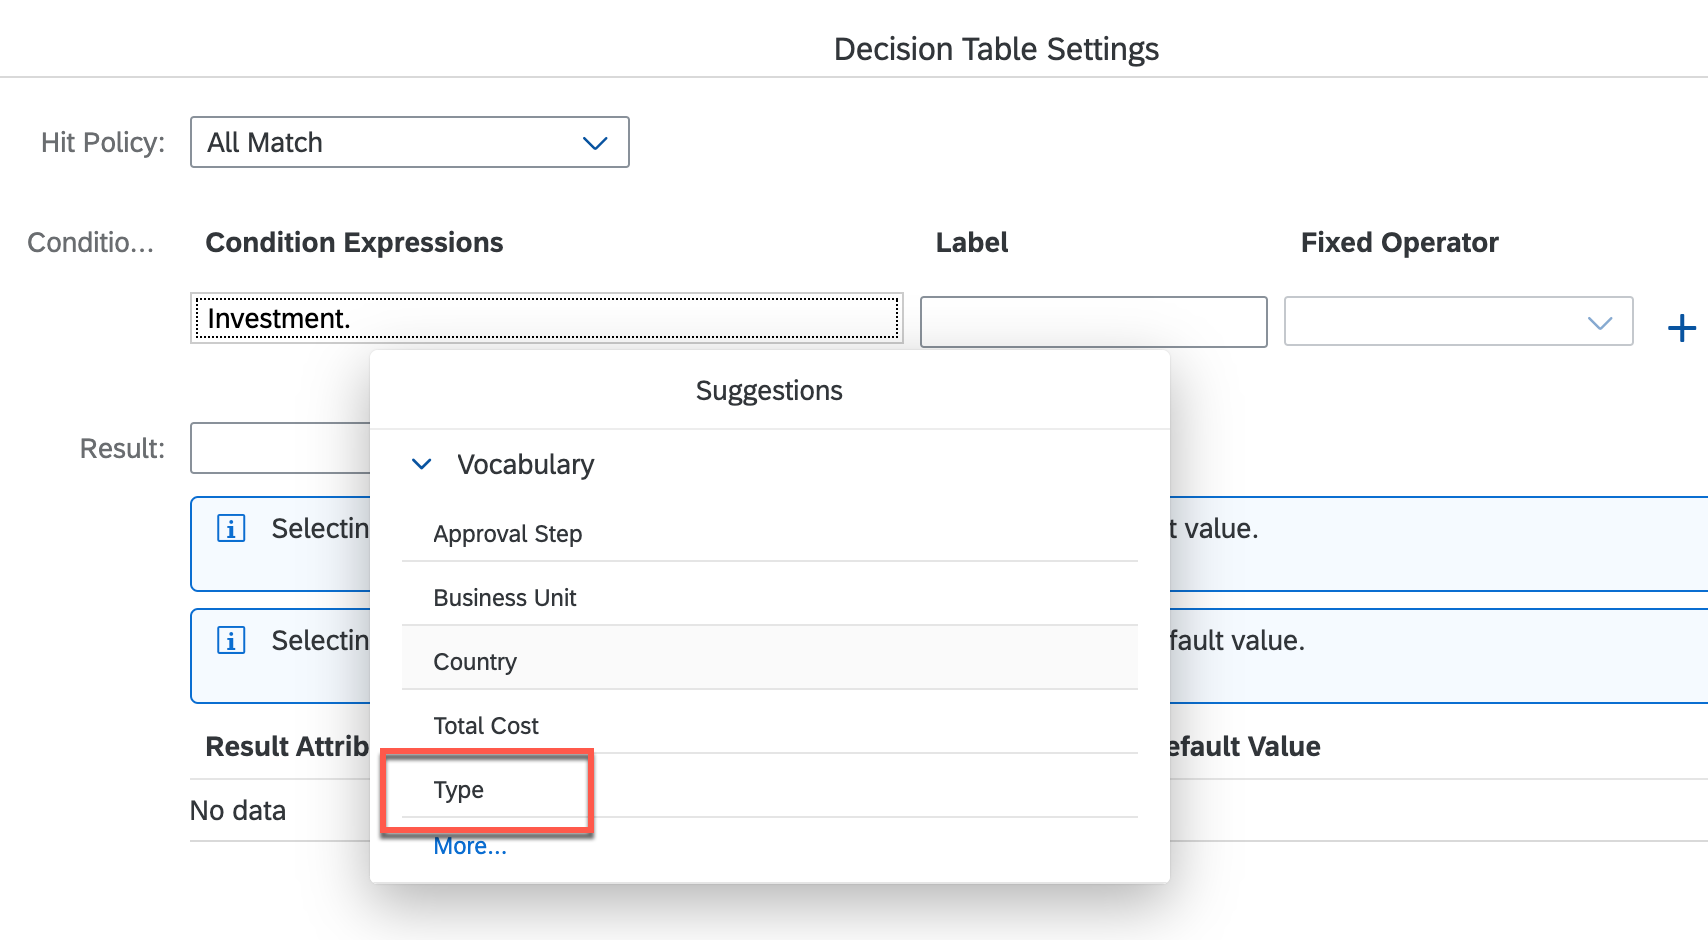 Decision Table Settings
Hit Policy: All Match
Conditio... Condition Expressions Label Fixed Operator
Investment.
Suggestions
Result:
Vocabulary
Selectin t value.
Approval Step
Business Unit
Selectin fault value.
Country
Total Cost
Result Attrib efault Value
Type
No data
More...